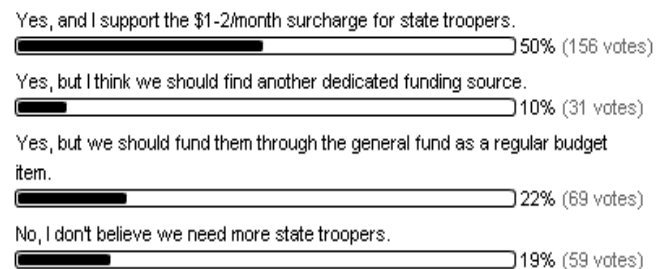 Yes, and I support the $1-2/month surcharge for state troopers.
50% (156 votes)
Yes, but I think we should find another dedicated funding source.
10% (31 votes)
Yes, but we should fund them through the general fund as a regular budget
item.
22% (69 votes)
No, I don't believe we need more state troopers.
19% (59 votes)